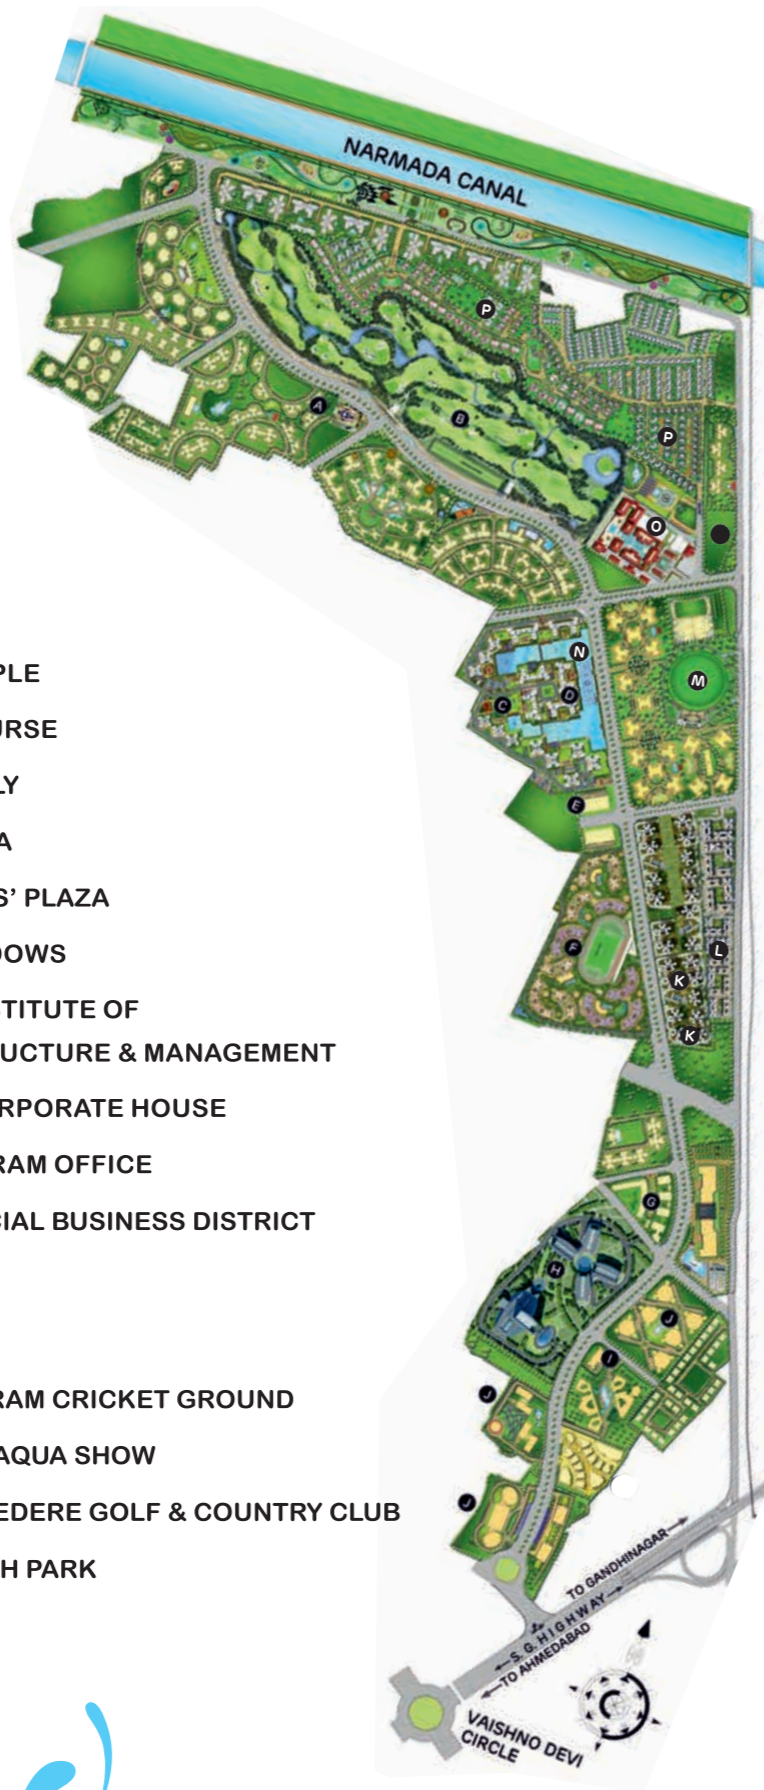 NARMADA CANAL
P
A
B
P
O
N
M
C
D
E
F
L
K
K
G
H
J
I
J
J
PLE
URSE
LY
A
S' PLAZA
DOWS
STITUTE OF
UCTURE & MANAGEMENT
RPORATE HOUSE
RAM OFFICE
CIAL BUSINESS DISTRICT
RAM CRICKET GROUND
AQUA SHOW
EDERE GOLF & COUNTRY CLUB
H PARK
TO GANDHINAGAR
S. G. HIGHWAY
TO AHMEDABAD
VAISHNO DEVI
CIRCLE